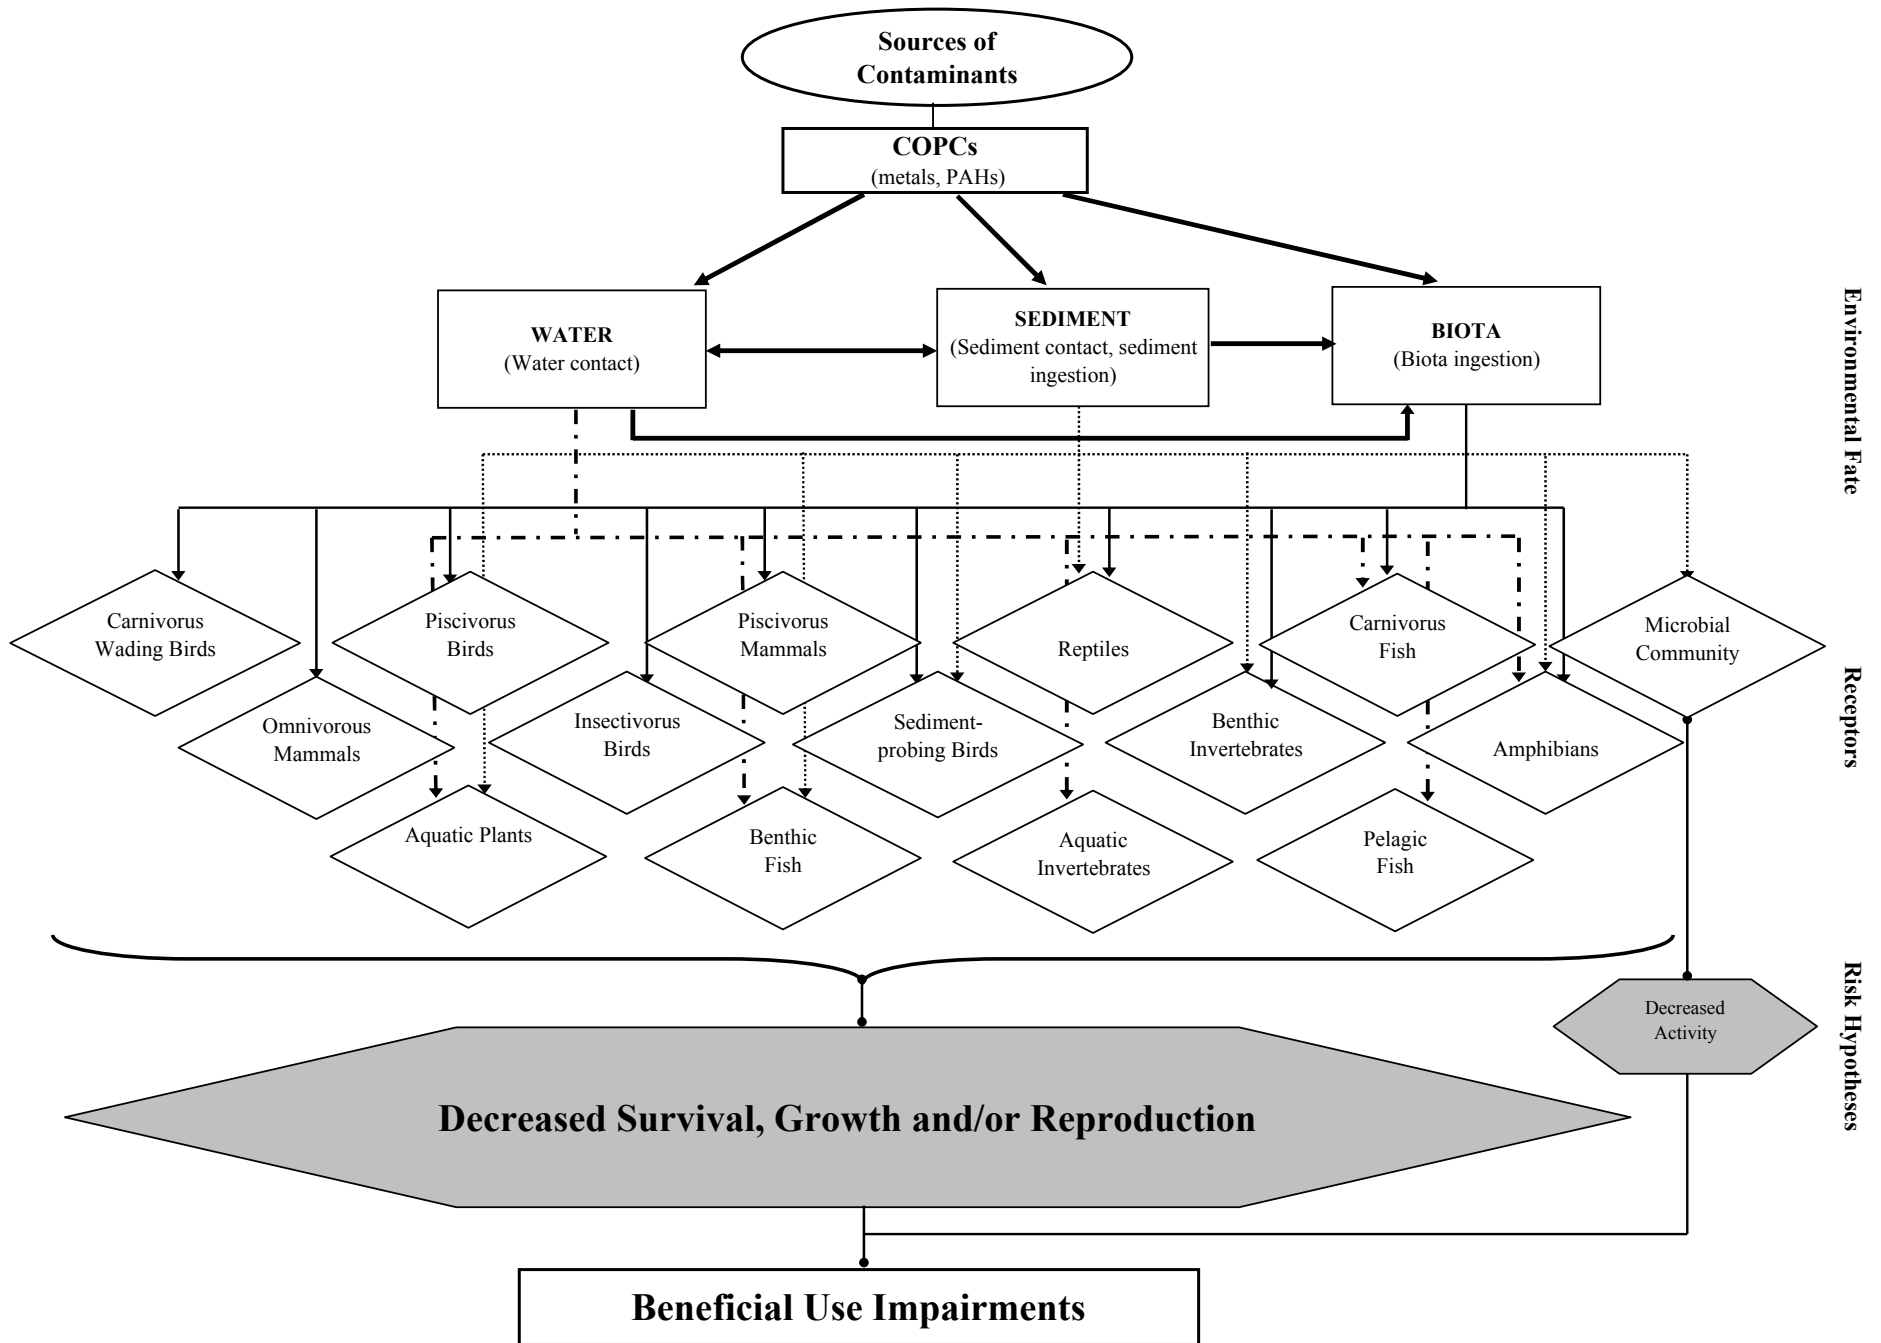 Sources of
Contaminants
COPCs
(metals, PAHs)
WATER
(Water contact)
SEDIMENT
(Sediment contact, sediment
ingestion)
BIOTA
(Biota ingestion)
Environmental Fate
Carnivorus
Wading Birds
Piscivorus
Birds
Piscivorus
Mammals
Reptiles
Carnivorus
Fish
Microbial
Community
Receptors
Omnivorous
Mammals
Insectivorus
Birds
Sediment-
probing Birds
Benthic
Invertebrates
Amphibians
Aquatic Plants
Benthic
Fish
Aquatic
Invertebrates
Pelagic
Fish
Risk Hypotheses
Decreased
Activity
Decreased Survival, Growth and/or Reproduction
Beneficial Use Impairments